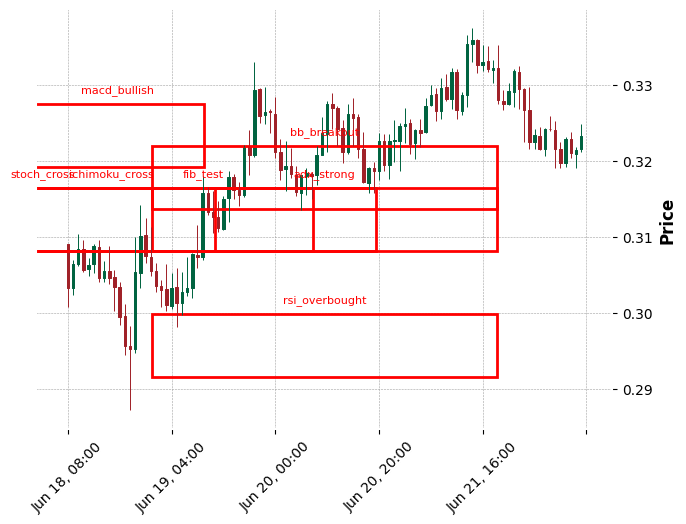 macd_bullish
bb_breakout
stoch_cross
ichimoku_cross
fib_test
adx_strong
rsi_overbought
0.33
0.32
0.31
0.30
0.29
Price
Jun 18, 08:00
Jun 19, 04:00
Jun 20, 00:00
Jun 20, 20:00
Jun 21, 16:00